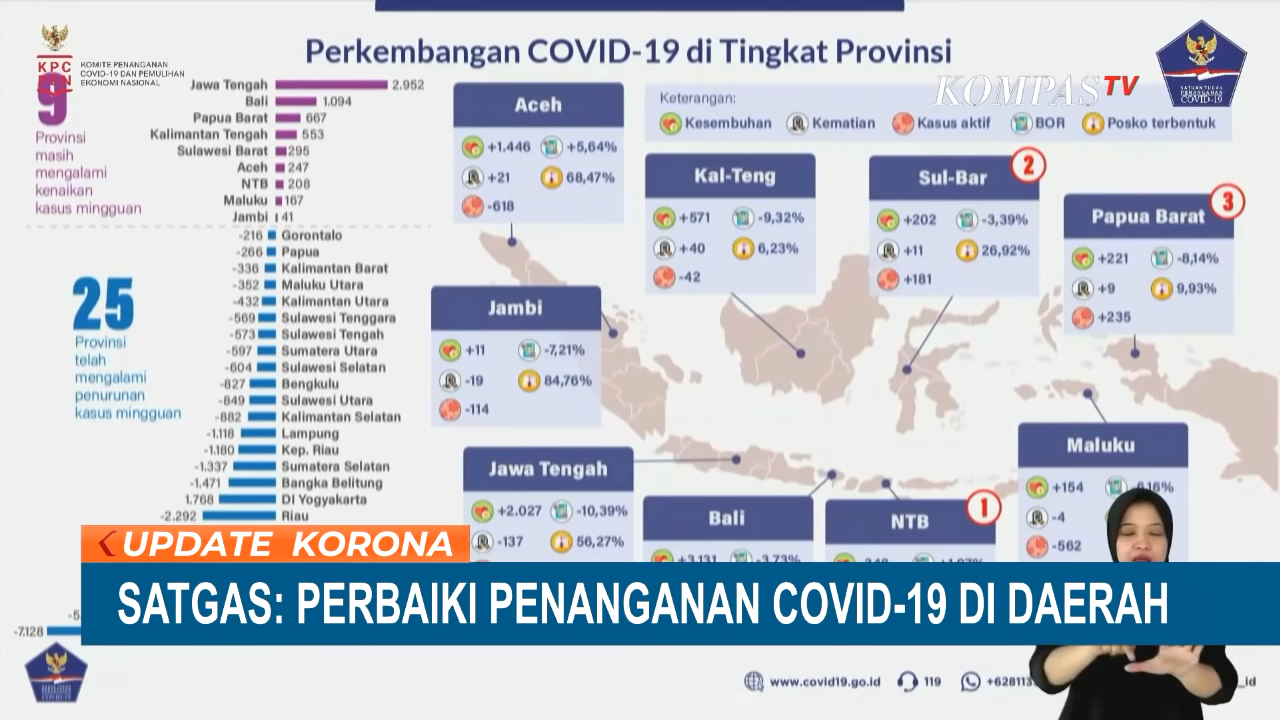 Perkembangan COVID-19 di Tingkat Provinsi
KPC
PEN
KOMITE PENANGANAN
COVID-19 DAN PEMULIHAN
EKONOMI NASIONAL
KOMPAS TV
SATUAN TUGAS
PENANGANAN
COVID-19
9
Provinsi
masih
mengalami
kenaikan
kasus mingguan
Jawa Tengah 2.952
Bali 1.094
Papua Barat 667
Kalimantan Tengah 553
Sulawesi Barat 295
Aceh 247
NTB 208
Maluku 167
Jambi 41
25
Provinsi
telah
mengalami
penurunan
kasus mingguan
-216 Gorontalo
-266 Papua
-336 Kalimantan Barat
-352 Maluku Utara
-432 Kalimantan Utara
-569 Sulawesi Tenggara
-573 Sulawesi Tengah
-597 Sumatera Utara
-604 Sulawesi Selatan
-827 Bengkulu
-849 Sulawesi Utara
-882 Kalimantan Selatan
-1.118 Lampung
-1.180 Kep. Riau
-1.337 Sumatera Selatan
-1.471 Bangka Belitung
1.768 DI Yogyakarta
-2.292 Riau
-7.128
Keterangan:
Kesembuhan Kematian Kasus aktif BOR Posko terbentuk
Aceh
+1.446 +5,64%
+21 68,47%
-618
Kal-Teng
+571 -9,32%
+40 6,23%
-42
Sul-Bar 2
+202 -3,39%
+11 26,92%
+181
Papua Barat 3
+221 -8,14%
+9 9,93%
+235
Jambi
+11 -7,21%
-19 84,76%
-114
Jawa Tengah
+2.027 -10,39%
-137 56,27%
Bali
+3.131 -3,73%
NTB 1
Maluku
+154
-4
-562
UPDATE KORONA
SATGAS: PERBAIKI PENANGANAN COVID-19 DI DAERAH
www.covid19.go.id 119